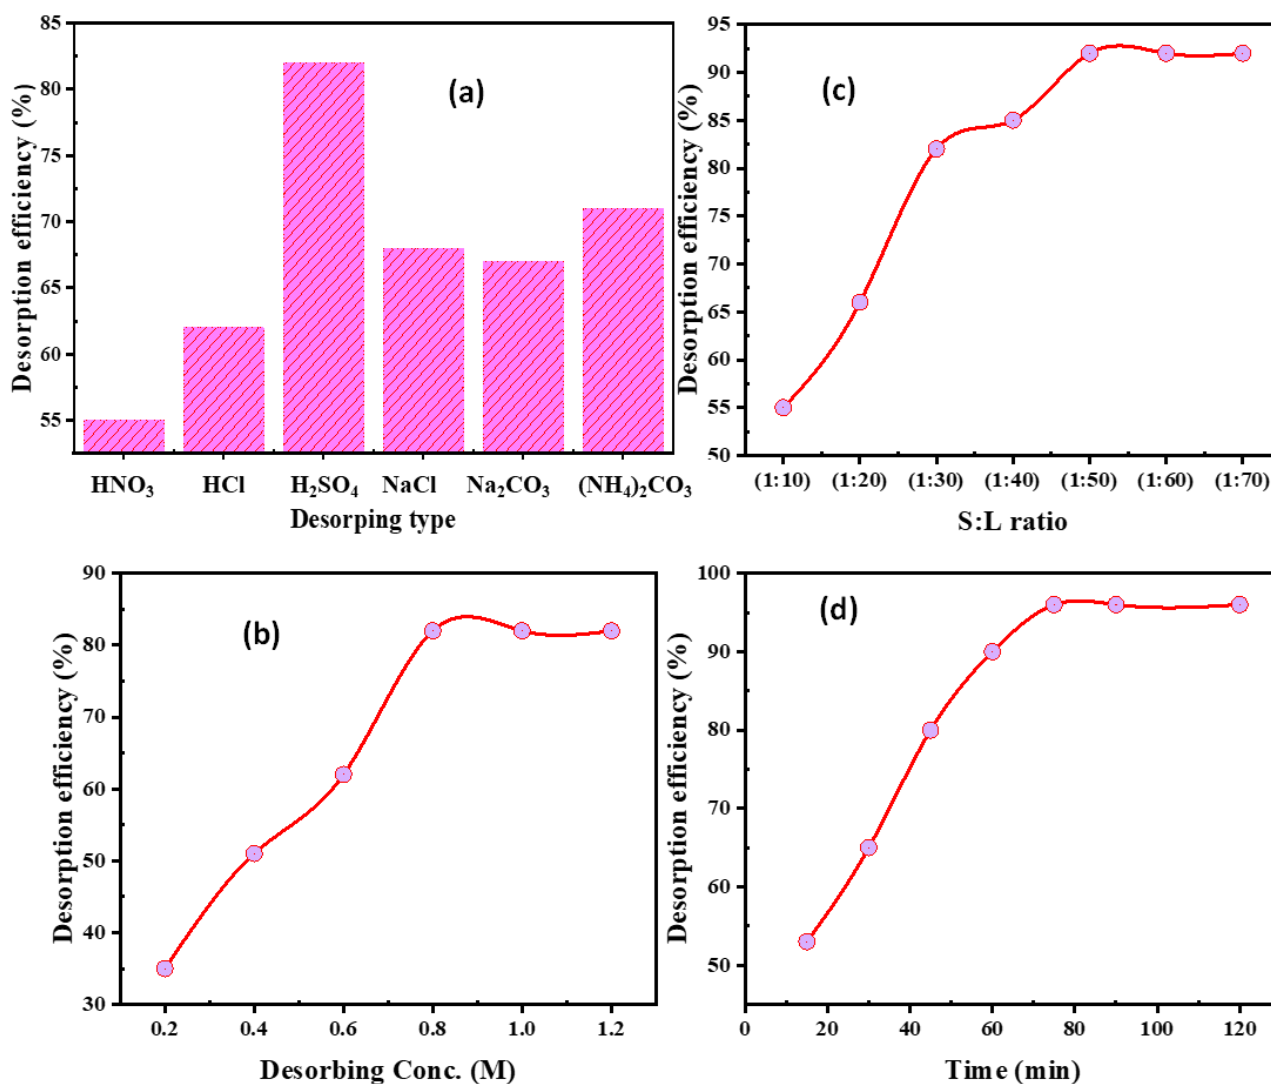 (a)
Desorption efficiency (%)
85
80
75
70
65
60
55
HNO₃ HCl H₂SO₄ NaCl Na₂CO₃ (NH₄)₂CO₃
Desorping type
(c)
Desorption efficiency (%)
95
90
85
80
75
70
65
60
55
50
(1:10) (1:20) (1:30) (1:40) (1:50) (1:60) (1:70)
S:L ratio
(b)
Desorption efficiency (%)
90
80
70
60
50
40
30
0.2 0.4 0.6 0.8 1.0 1.2
Desorbing Conc. (M)
(d)
Desorption efficiency (%)
100
90
80
70
60
50
0 20 40 60 80 100 120
Time (min)